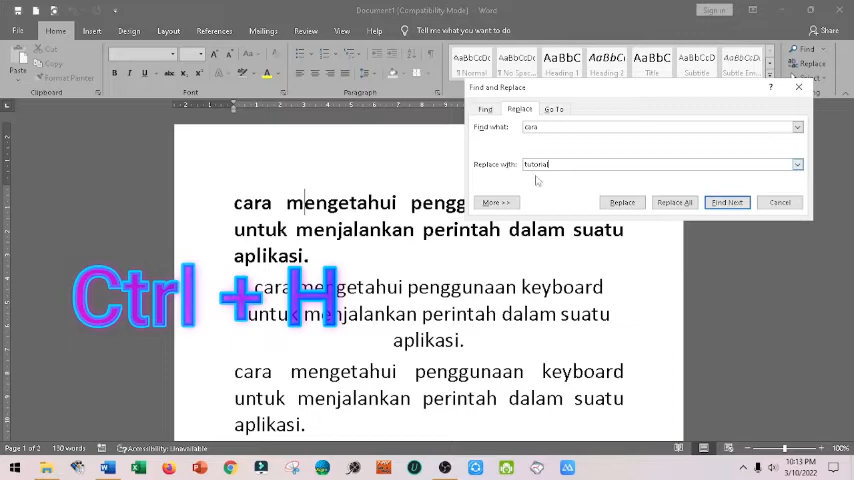 Document1 [Compatibility Mode] - Word
Sign in
File Home Insert Design Layout References Mailings Review View Help Tell me what you want to do Share
Paste
Cut
Copy
Format Painter
Clipboard
Font
Paragraph
AaBbCcDc AaBbCcDc AaBbC AaBbCc AaBbC AaBbCcD AaBbCcD
¶ Normal ¶ No Spac... Heading 1 Heading 2 Title Subtitle Subtle Em...
Find
Replace
Select
Find and Replace
Find Replace Go To
Find what: cara
Replace with: tutorial
More >> Replace Replace All Find Next Cancel
cara mengetahui pengg
untuk menjalankan perintah dalam suatu
aplikasi.
cara mengetahui penggunaan keyboard
untuk menjalankan perintah dalam suatu
aplikasi.
Ctrl + H
cara mengetahui penggunaan keyboard
untuk menjalankan perintah dalam suatu
aplikasi.
Page 1 of 2 130 words Accessibility: Unavailable 100%
10:13 PM
3/10/2022